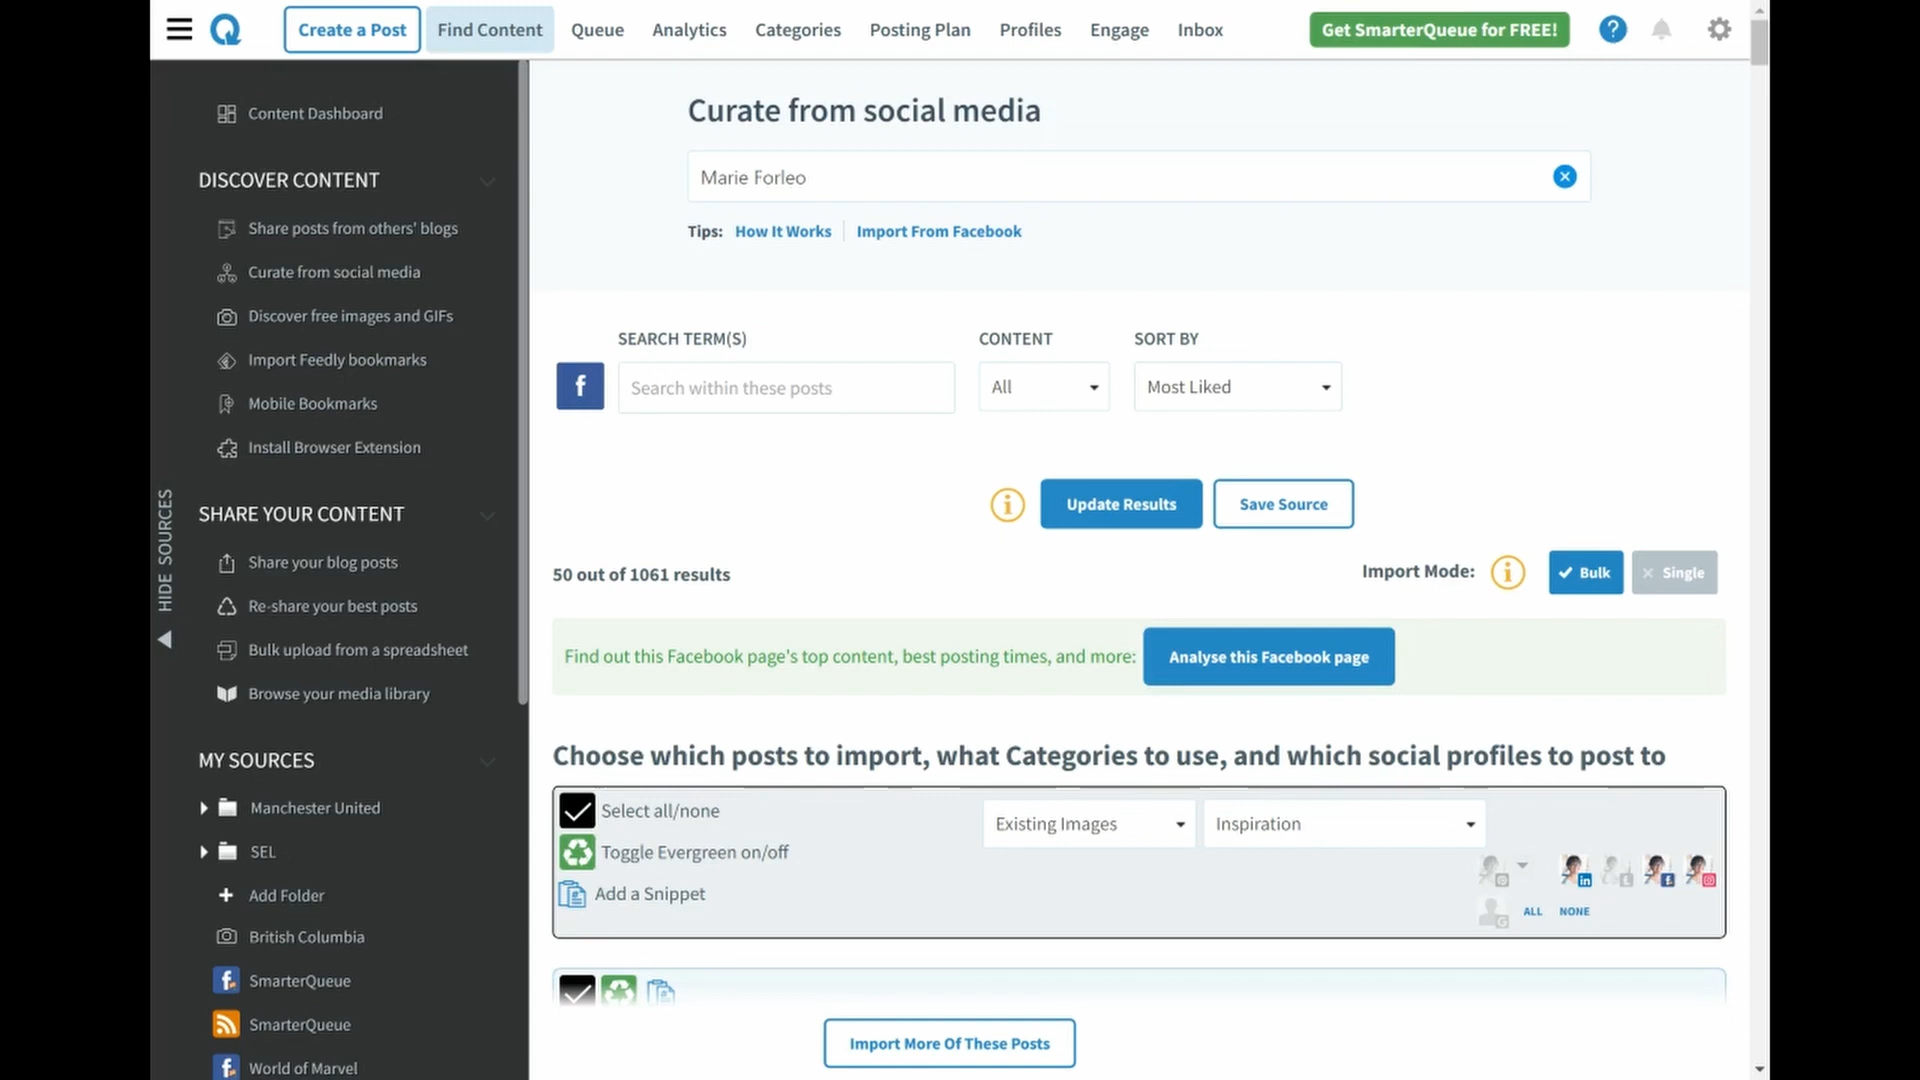 Create a Post
Find Content
Queue
Analytics
Categories
Posting Plan
Profiles
Engage
Inbox
Get SmarterQueue for FREE!
?
HIDE SOURCES
Content Dashboard
DISCOVER CONTENT
Share posts from others' blogs
Curate from social media
Discover free images and GIFs
Import Feedly bookmarks
Mobile Bookmarks
Install Browser Extension
SHARE YOUR CONTENT
Share your blog posts
Re-share your best posts
Bulk upload from a spreadsheet
Browse your media library
MY SOURCES
Manchester United
SEL
Add Folder
British Columbia
SmarterQueue
SmarterQueue
World of Marvel
Curate from social media
Marie Forleo
Tips: How It Works Import From Facebook
SEARCH TERM(S)
CONTENT
SORT BY
f
Search within these posts
All
Most Liked
i
Update Results
Save Source
50 out of 1061 results
Import Mode:
i
Bulk
Single
Find out this Facebook page's top content, best posting times, and more:
Analyse this Facebook page
Choose which posts to import, what Categories to use, and which social profiles to post to
Select all/none
Existing Images
Inspiration
Toggle Evergreen on/off
Add a Snippet
in
ALL
NONE
Import More Of These Posts